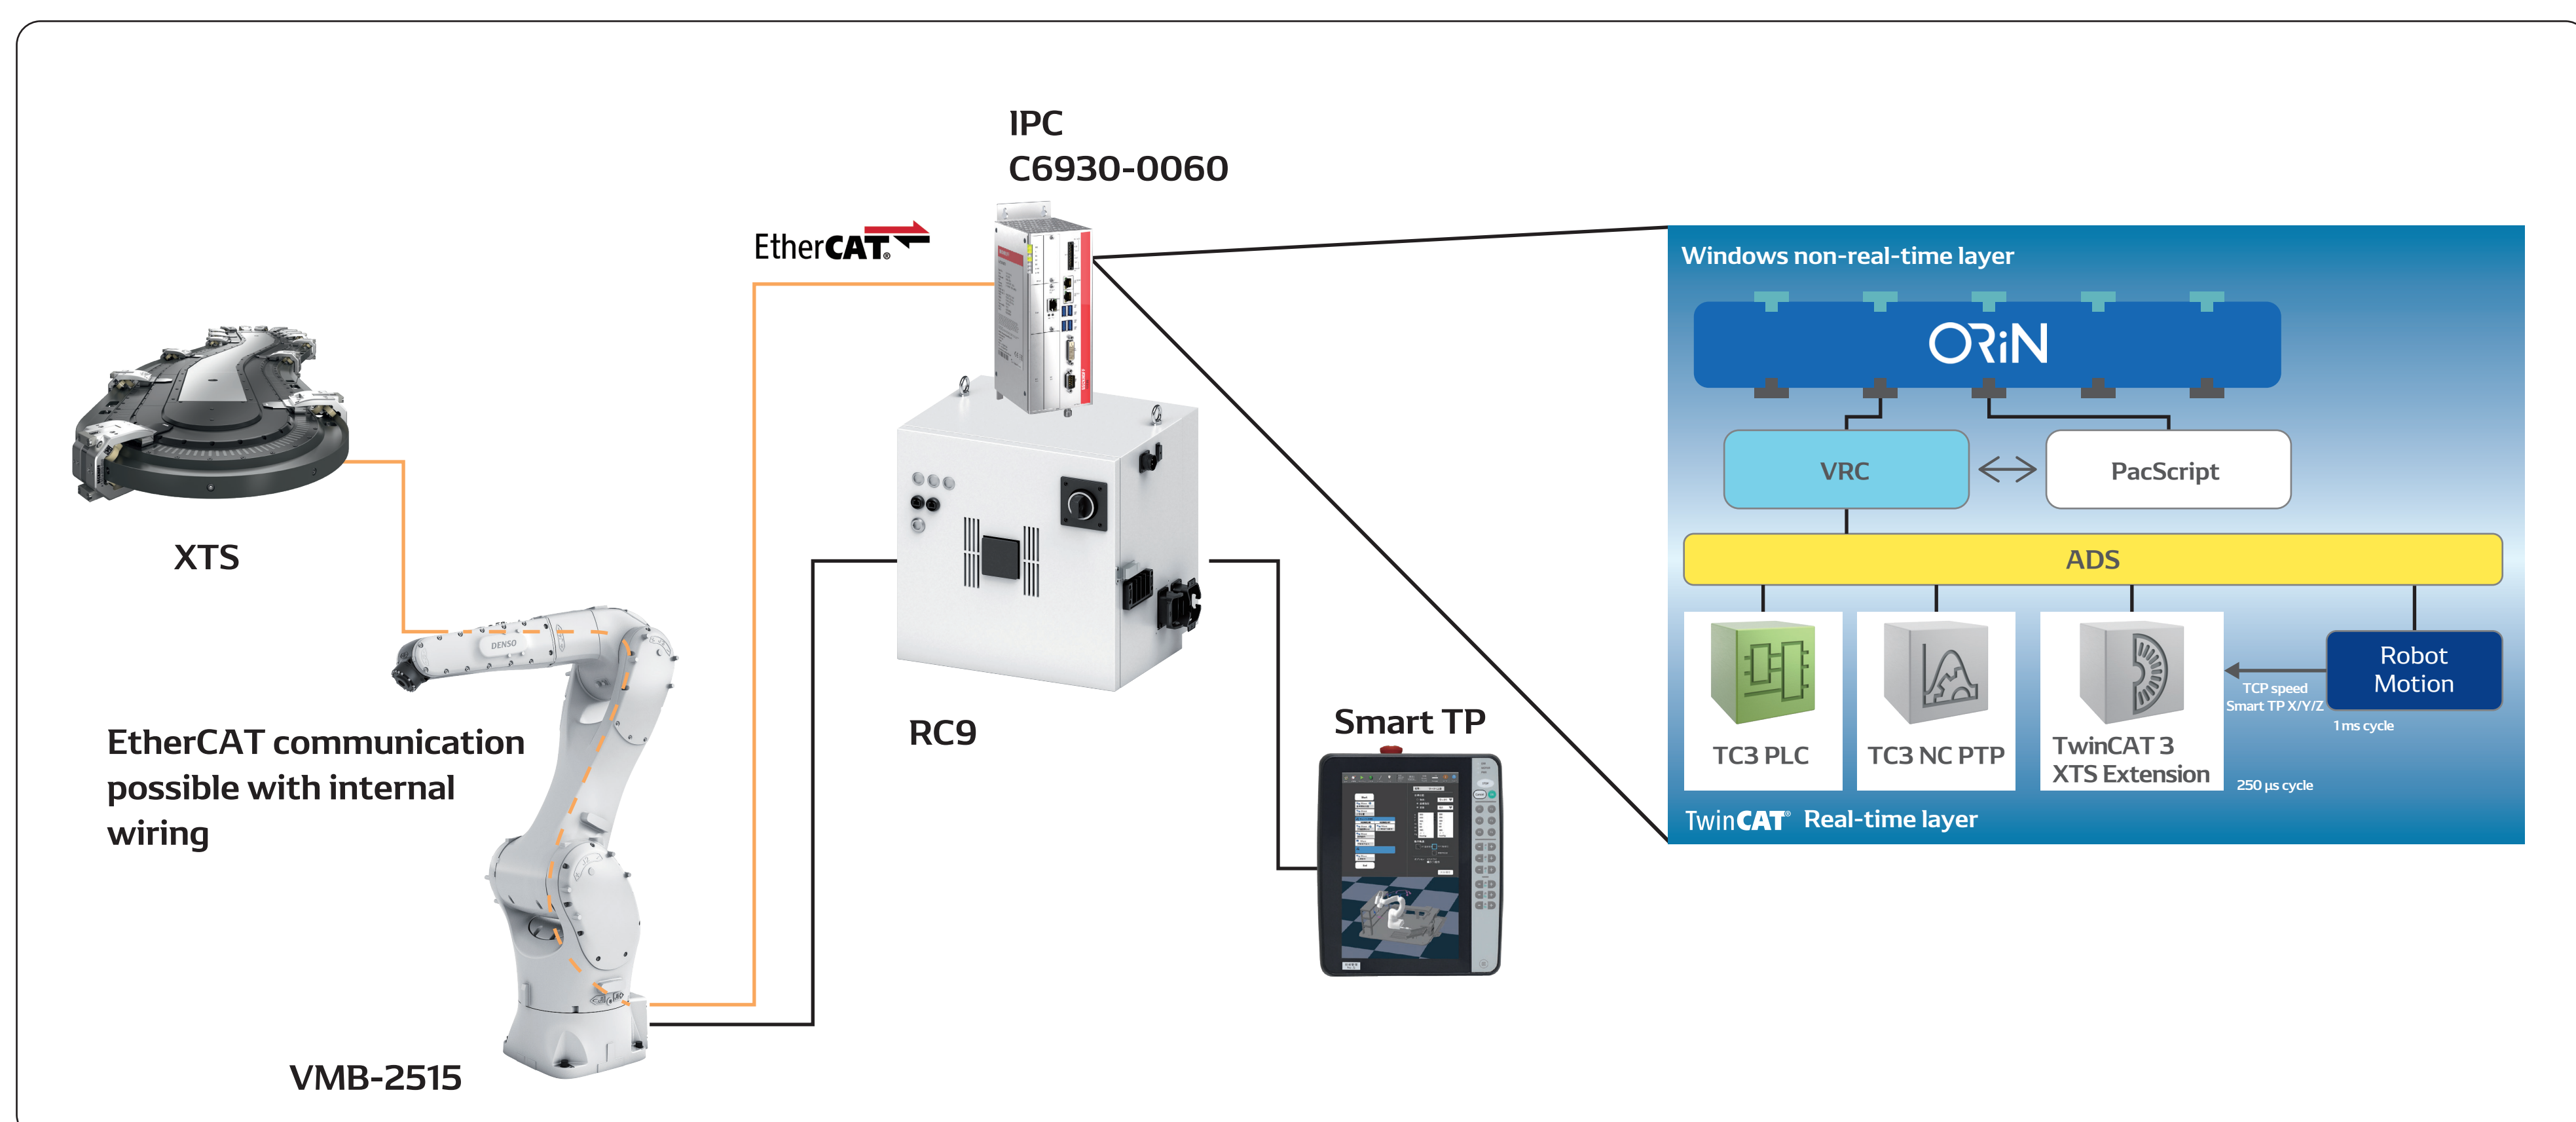 IPC
C6930-0060
EtherCAT®
XTS
DENSO
EtherCAT communication
possible with internal
wiring
VMB-2515
RC9
Smart TP
Windows non-real-time layer
ORiN
VRC
PacScript
ADS
TC3 PLC
TC3 NC PTP
TwinCAT 3
XTS Extension
Robot
Motion
TCP speed
Smart TP X/Y/Z
1 ms cycle
250 µs cycle
TwinCAT® Real-time layer